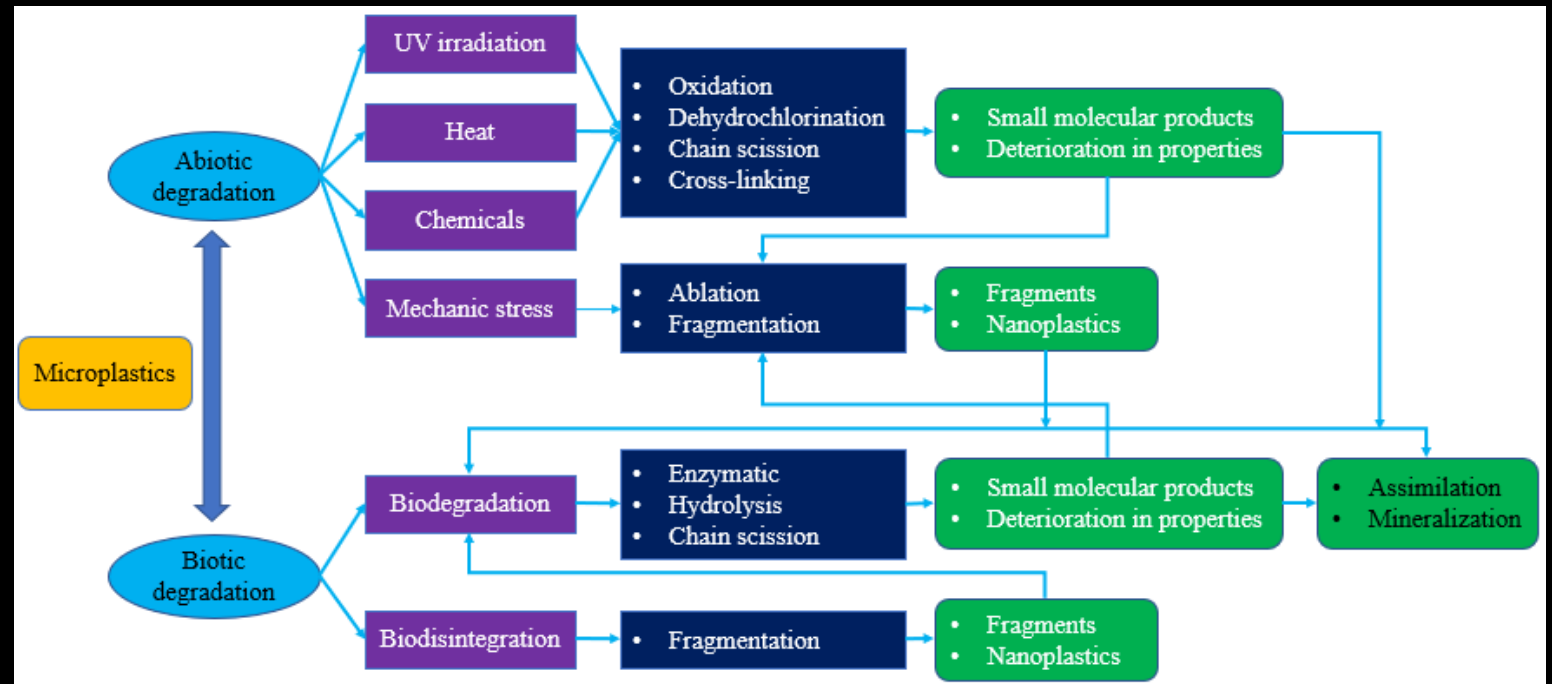 UV irradiation
Heat
Chemicals
Mechanic stress
Abiotic
degradation
• Oxidation
• Dehydrochlorination
• Chain scission
• Cross-linking
• Small molecular products
• Deterioration in properties
• Ablation
• Fragmentation
• Fragments
• Nanoplastics
Microplastics
Biotic
degradation
Biodegradation
• Enzymatic
• Hydrolysis
• Chain scission
• Small molecular products
• Deterioration in properties
• Assimilation
• Mineralization
Biodisintegration
• Fragmentation
• Fragments
• Nanoplastics